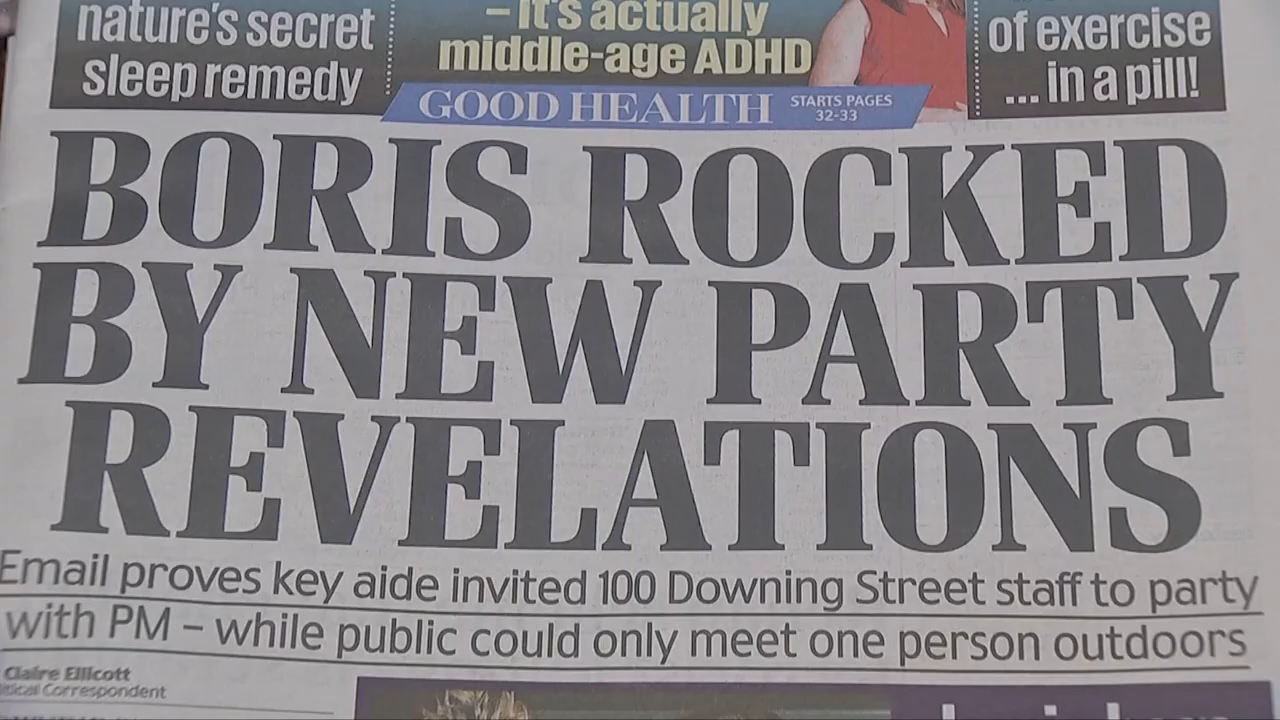 nature's secret
sleep remedy
– it's actually
middle-age ADHD
of exercise
... in a pill!
GOOD HEALTH STARTS PAGES
32-33
BORIS ROCKED
BY NEW PARTY
REVELATIONS
Email proves key aide invited 100 Downing Street staff to party
with PM – while public could only meet one person outdoors
Claire Ellicott
itical Correspondent